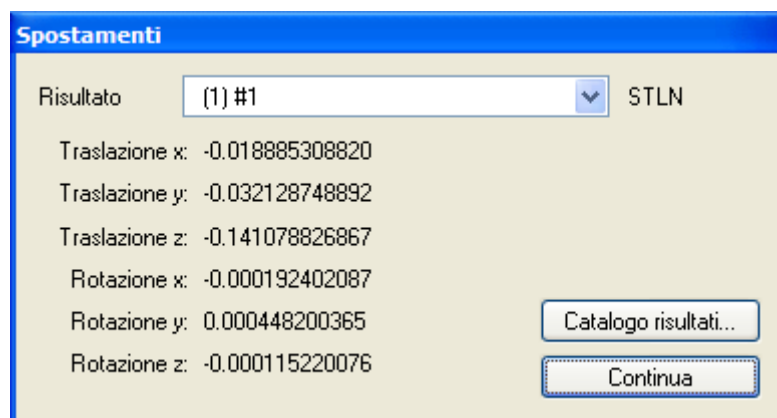 Spostamenti
Risultato (1) #1 STLN
Traslazione x: -0.018885308820
Traslazione y: -0.032128748892
Traslazione z: -0.141078826867
Rotazione x: -0.000192402087
Rotazione y: 0.000448200365 Catalogo risultati...
Rotazione z: -0.000115220076 Continua